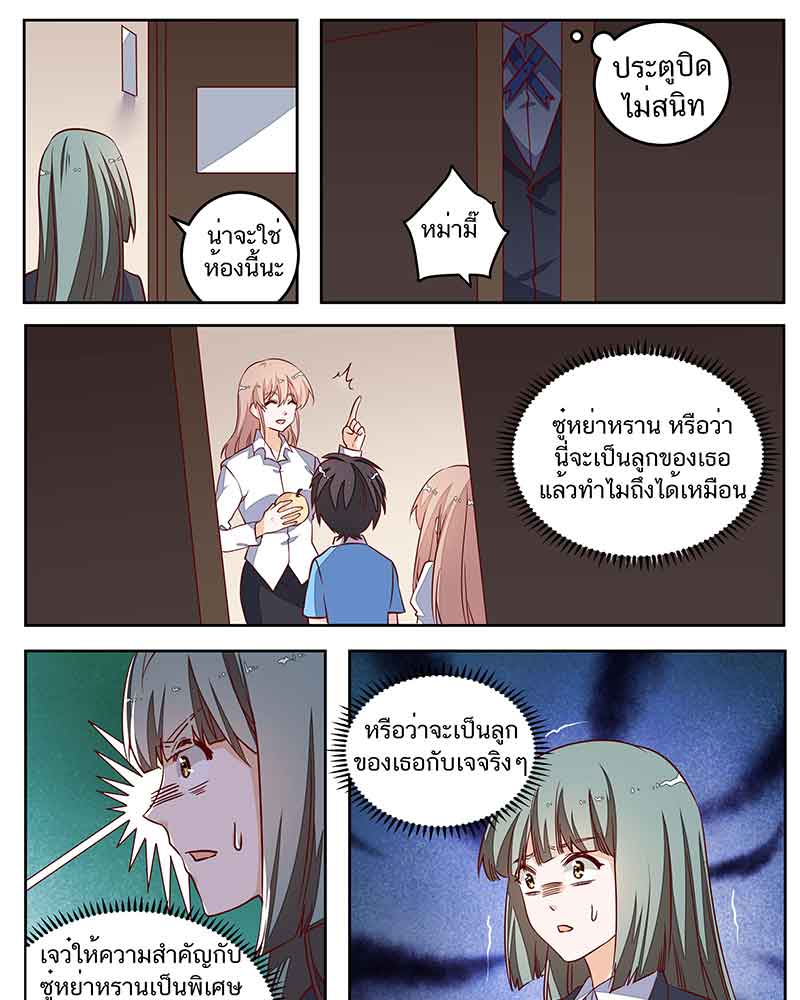 น่าจะใช่
ห้องนี้นะ
ประตูปิด
ไม่สนิท
หม่ามี๊
ซู๋หย่าหราน หรือว่า
นี่จะเป็นลูกของเธอ
แล้วทำไมถึงได้เหมือน
เจว๋ให้ความสำคัญกับ
ซู๋หย่าหรานเป็นพิเศษ
หรือว่าจะเป็นลูก
ของเธอกับเจจริงๆ